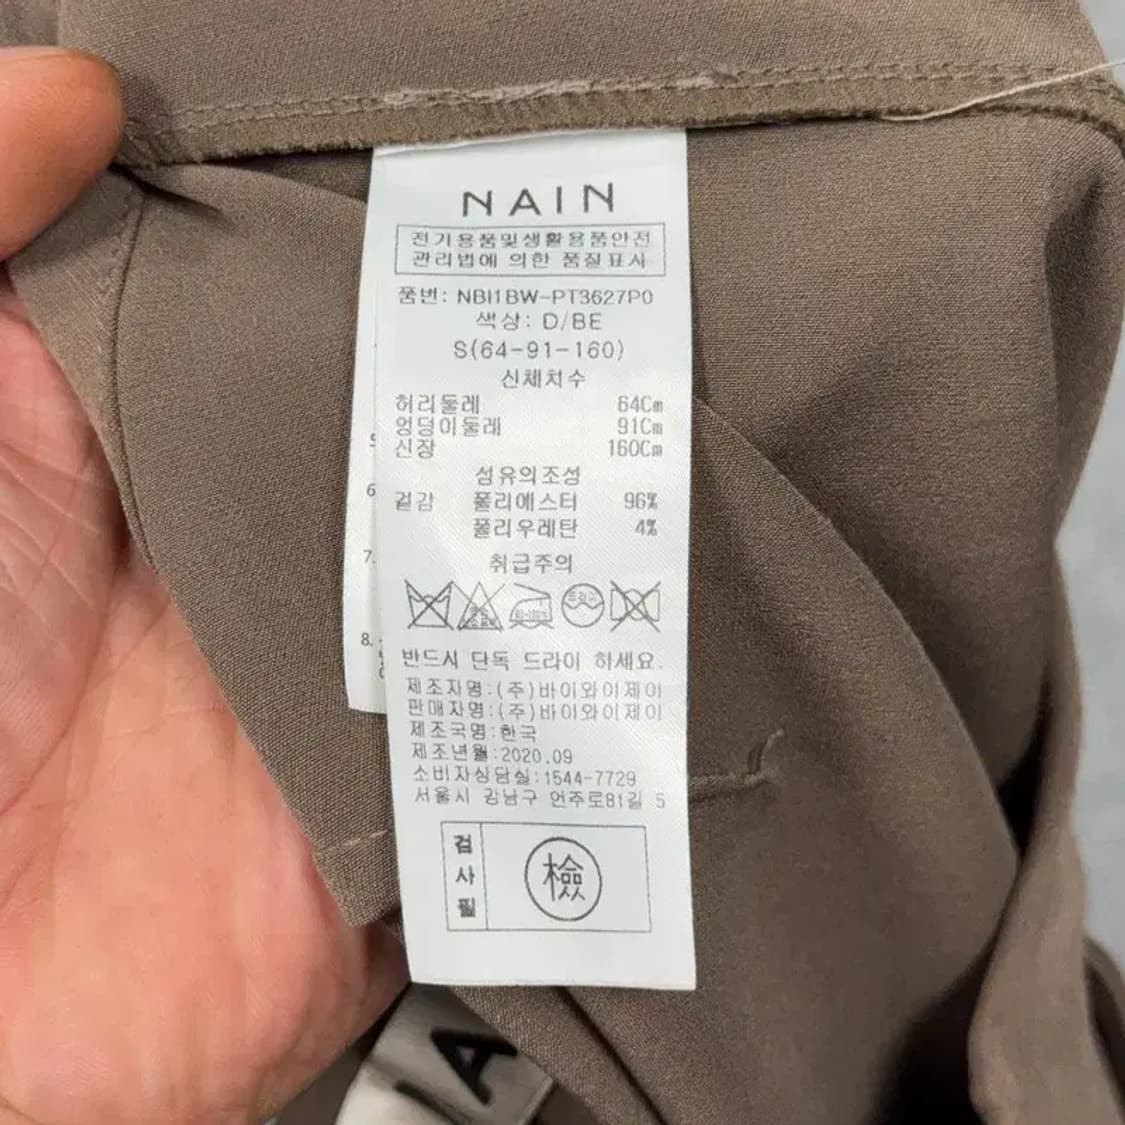 NAIN
전기용품및생활용품안전
관리법에 의한 품질표시
품번: NBI1BW-PT3627P0
색상: D/BE
S(64-91-160)
신체치수
허리둘레 64Cm
엉덩이둘레 91Cm
신장 160Cm
섬유의조성
겉감 폴리에스터 96%
폴리우레탄 4%
취급주의
드라이
반드시 단독 드라이 하세요.
제조자명:(주)바이와이제이
판매자명:(주)바이와이제이
제조국명:한국
제조년월:2020.09
소비자상담실:1544-7729
서울시 강남구 언주로81길 5
검사필
檢
6
7.
8.